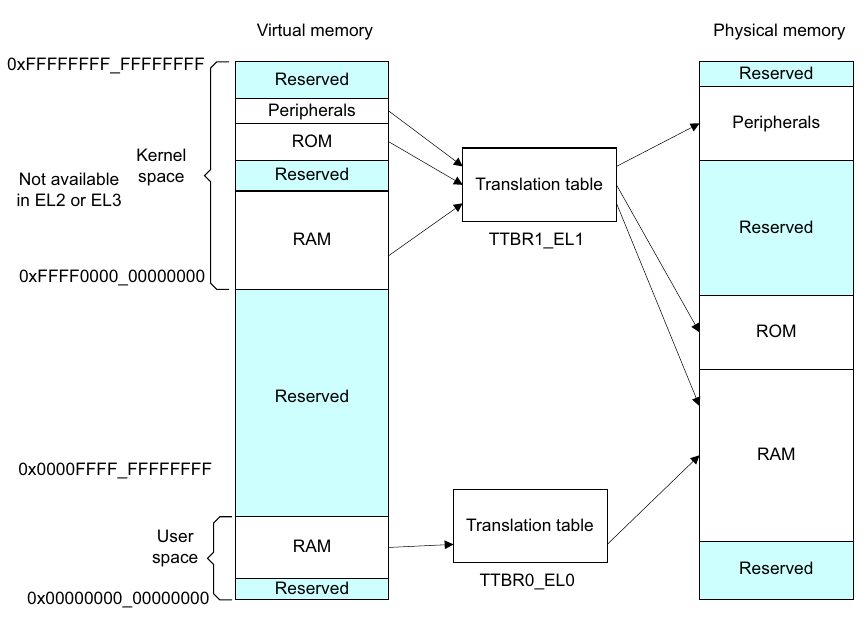 Virtual memory
Physical memory
0xFFFFFFFF_FFFFFFFF
Reserved
Peripherals
ROM
Reserved
RAM
Kernel
space
Not available
in EL2 or EL3
0xFFFF0000_00000000
Reserved
0x0000FFFF_FFFFFFFF
User
space
RAM
Reserved
0x00000000_00000000
Translation table
TTBR1_EL1
Translation table
TTBR0_EL0
Reserved
Peripherals
Reserved
ROM
RAM
Reserved